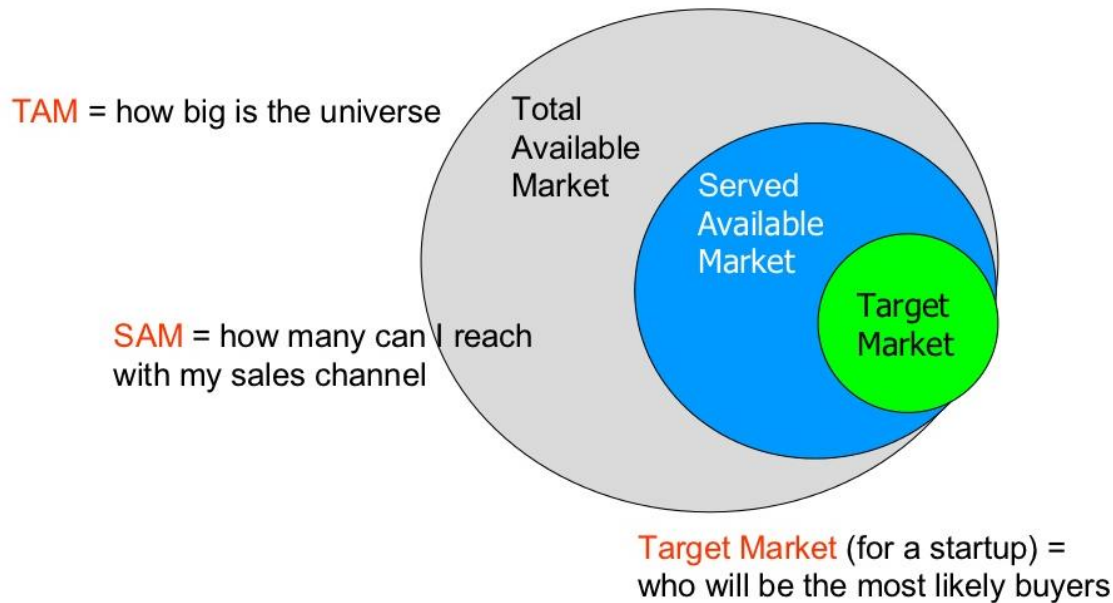 TAM = how big is the universe
Total
Available
Market
Served
Available
Market
Target
Market
SAM = how many can I reach
with my sales channel
Target Market (for a startup) =
who will be the most likely buyers